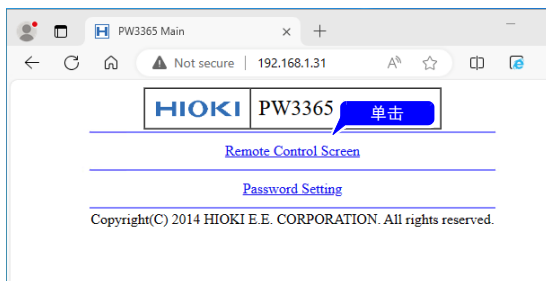 PW3365 Main
Not secure
192.168.1.31
HIOKI PW3365
单击
Remote Control Screen
Password Setting
Copyright(C) 2014 HIOKI E.E. CORPORATION. All rights reserved.